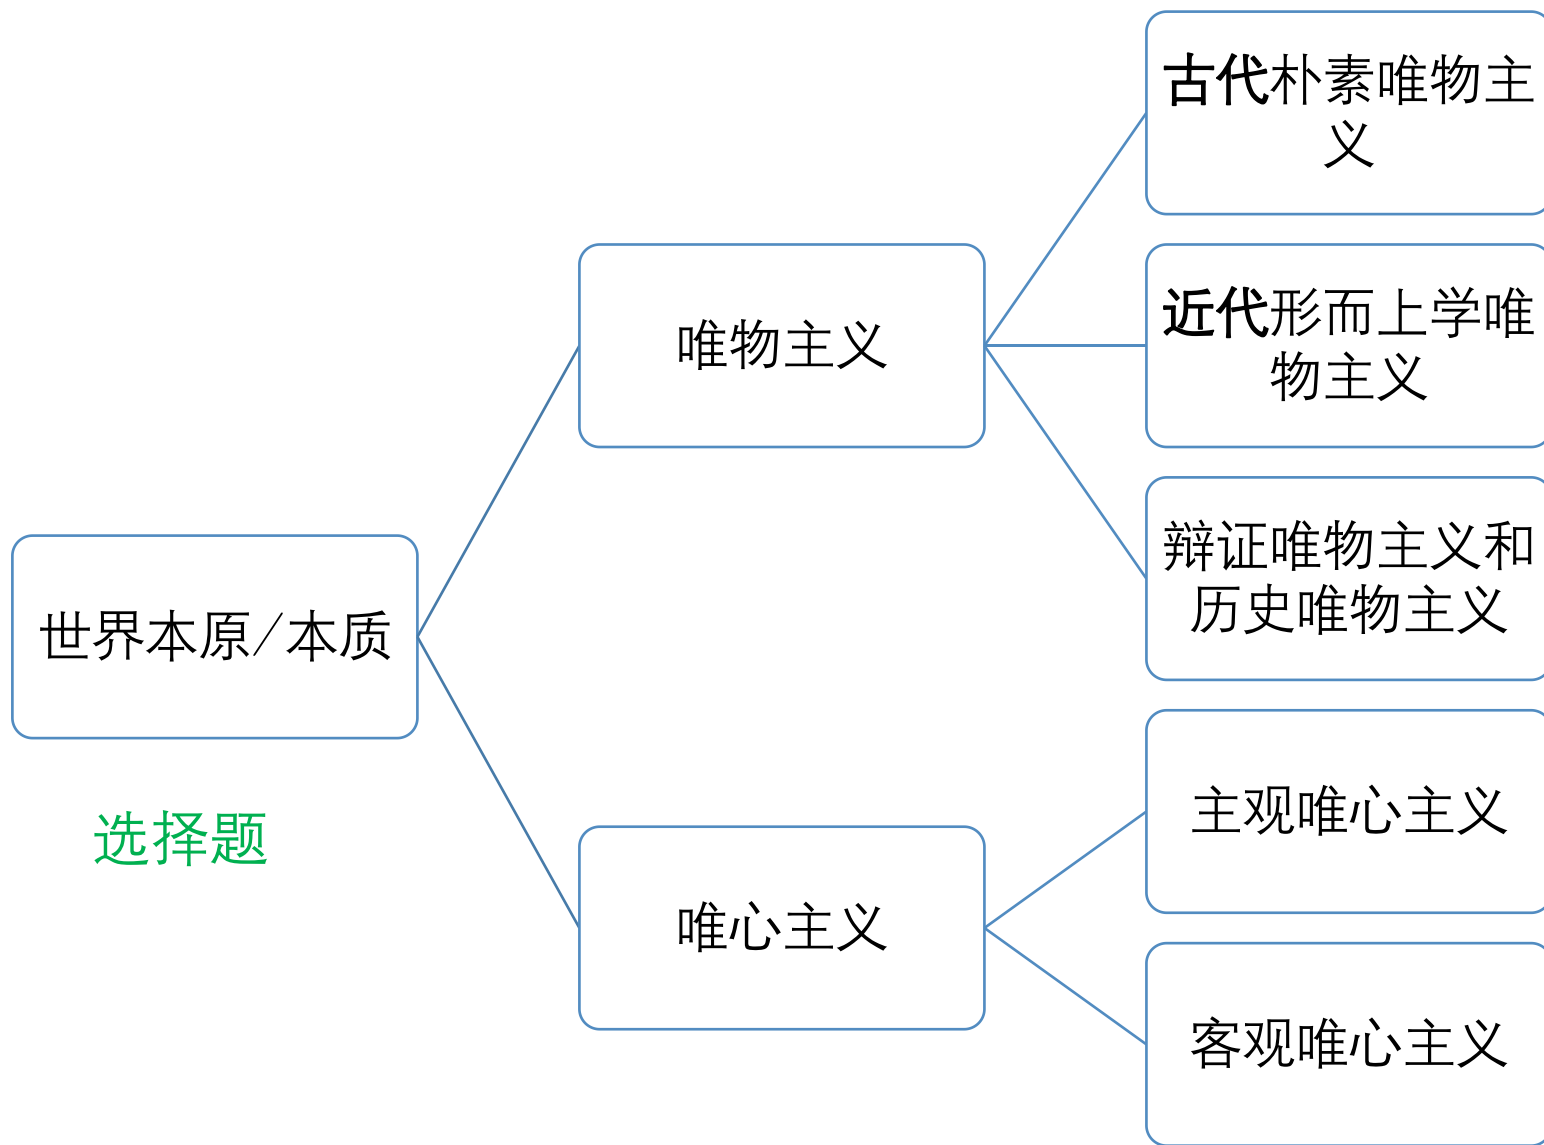 古代朴素唯物主
义
近代形而上学唯
物主义
唯物主义
辩证唯物主义和
历史唯物主义
世界本原/本质
选择题
主观唯心主义
唯心主义
客观唯心主义